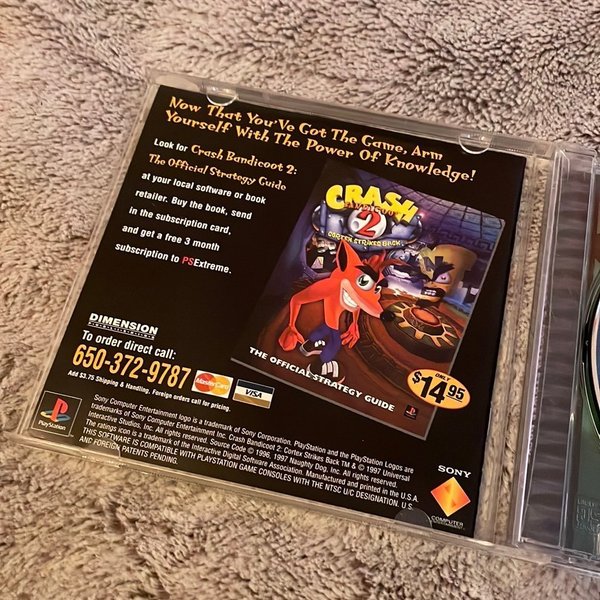 Now That You'Ve Got The Game, Arm
Yourself With The Power Of Knowledge!
Look for Crash Bandicoot 2:
The Official Strategy Guide
at your local software or book
retailer. Buy the book, send
in the subscription card,
and get a free 3 month
subscription to PSExtreme.
CRASH
BANDICOOT
2
CORTEX STRIKES BACK
THE OFFICIAL STRATEGY GUIDE
ONLY
$14.95
DIMENSION
PUBLISHING
To order direct call:
650-372-9787
MasterCard
VISA
Add $3.75 Shipping & Handling, Foreign orders call for pricing.
PlayStation
Sony Computer Entertainment logo is a trademark of Sony Corporation. PlayStation and the PlayStation Logos are
trademarks of Sony Computer Entertainment Inc. Crash Bandicoot 2: Cortex Strikes Back TM & © 1997 Universal
Interactive Studios, Inc. All rights reserved. Source Code © 1996, 1997 Naughty Dog, Inc. All rights reserved.
The ratings icon is a trademark of the Interactive Digital Software Association. Manufactured and printed in the U.S.A.
THIS SOFTWARE IS COMPATIBLE WITH PLAYSTATION GAME CONSOLES WITH THE NTSC U/C DESIGNATION. U.S.
AND FOREIGN PATENTS PENDING.
SONY
COMPUTER
ENTERTAINMENT